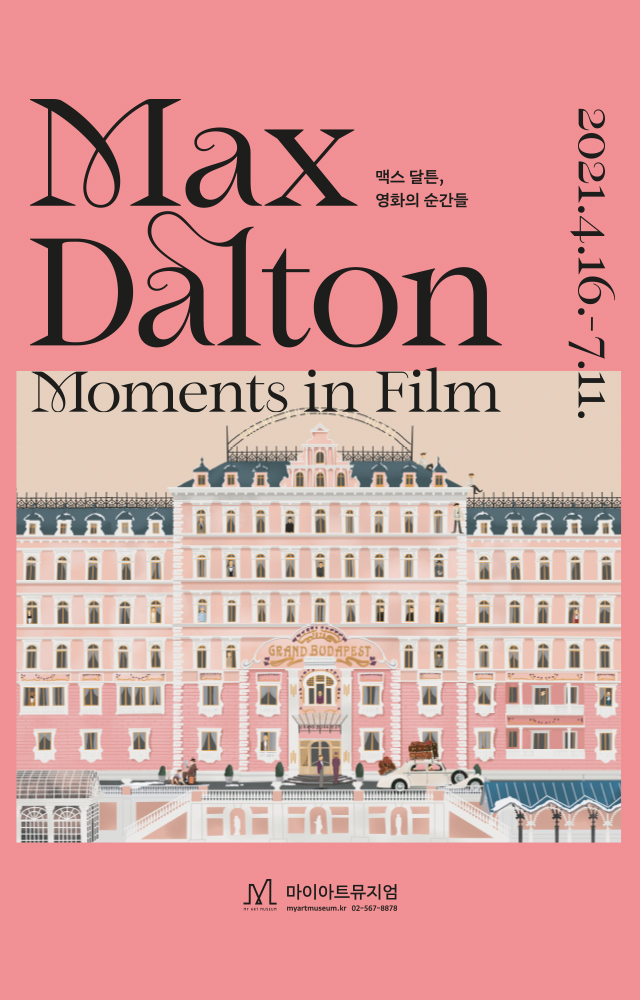 Max
맥스 달튼,
영화의 순간들
Dalton
Moments in Film
2021.4.16.-7.11.
GRAND BUDAPEST
MY ART MUSEUM
마이아트뮤지엄
myartmuseum.kr 02-567-8878